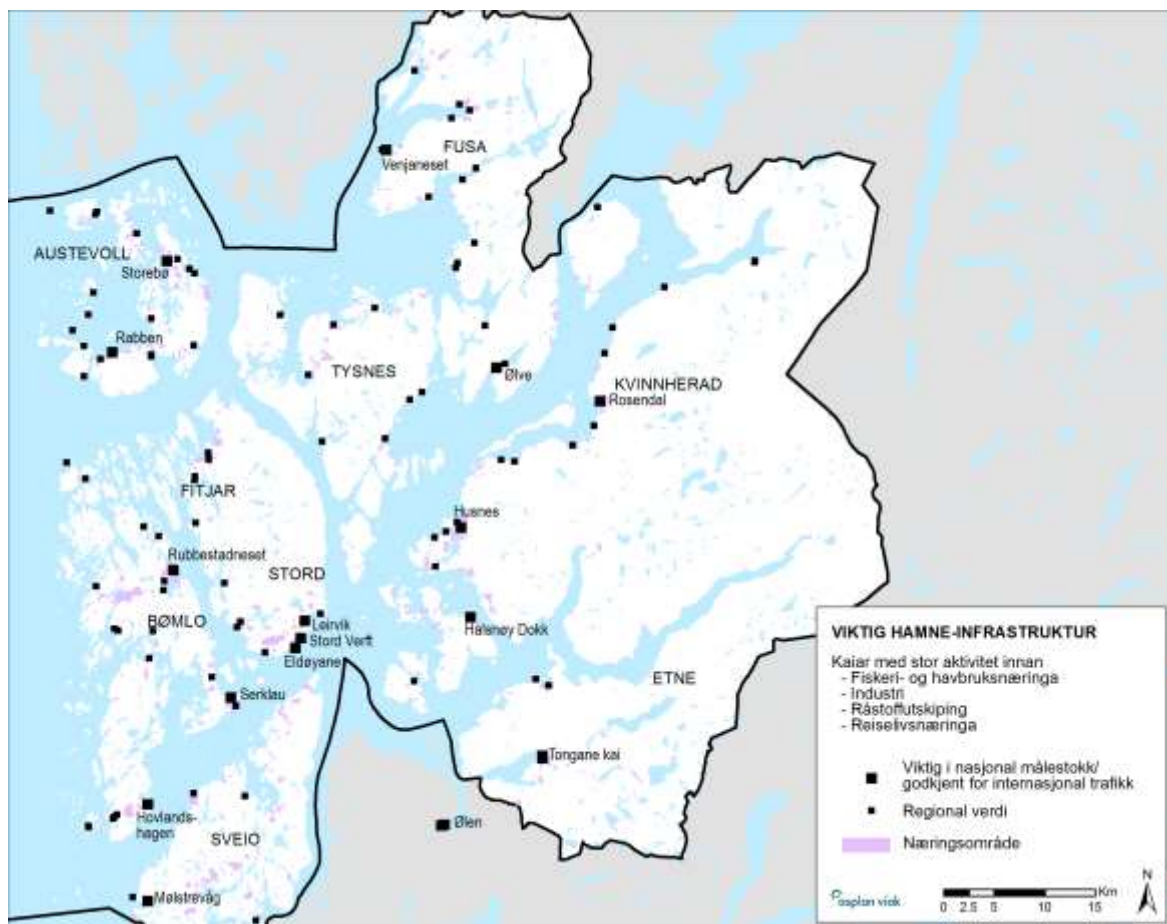 FUSA
Venjaneset
AUSTEVOLL
Storebø
Rabben
TYSNES
Ølve
KVINNHERAD
Rosendal
FITJAR
Husnes
Rubbestadneset
STORD
BØMLO
Leirvik
Stord Verft
Eldøyane
Halsnøy Dokk
Serklau
ETNE
Tongane kai
Hovlands-
hagen
Ølen
SVEIO
Mølstrevåg
VIKTIG HAMNE-INFRASTRUKTUR
Kaiar med stor aktivitet innan
- Fiskeri- og havbruksnæringa
- Industri
- Råstoffutskiping
- Reiselivsnæringa
Viktig i nasjonal målestokk/
godkjent for internasjonal trafikk
Regional verdi
Næringsområde
asplan viak
0 2.5 5 10 15 Km
N